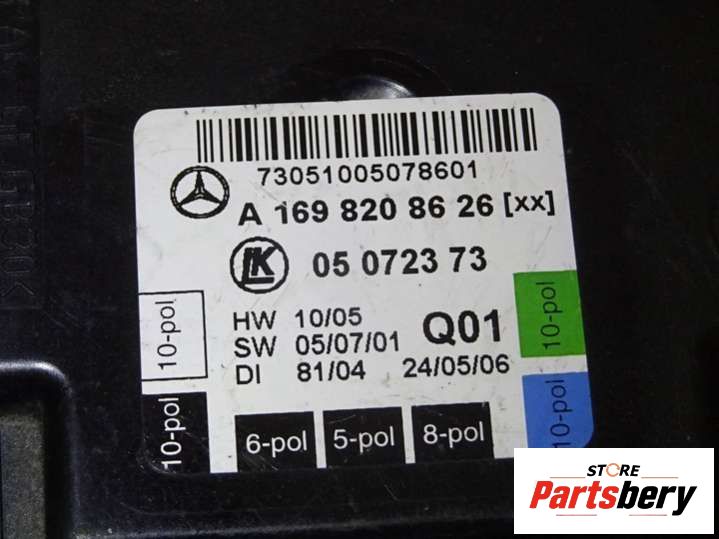 73051005078601
A 169 820 86 26 [xx]
LK
05 0723 73
HW 10/05
SW 05/07/01
DI 81/04
Q01
24/05/06
10-pol
10-pol
10-pol
10-pol
6-pol
5-pol
8-pol
STORE
Partsbery